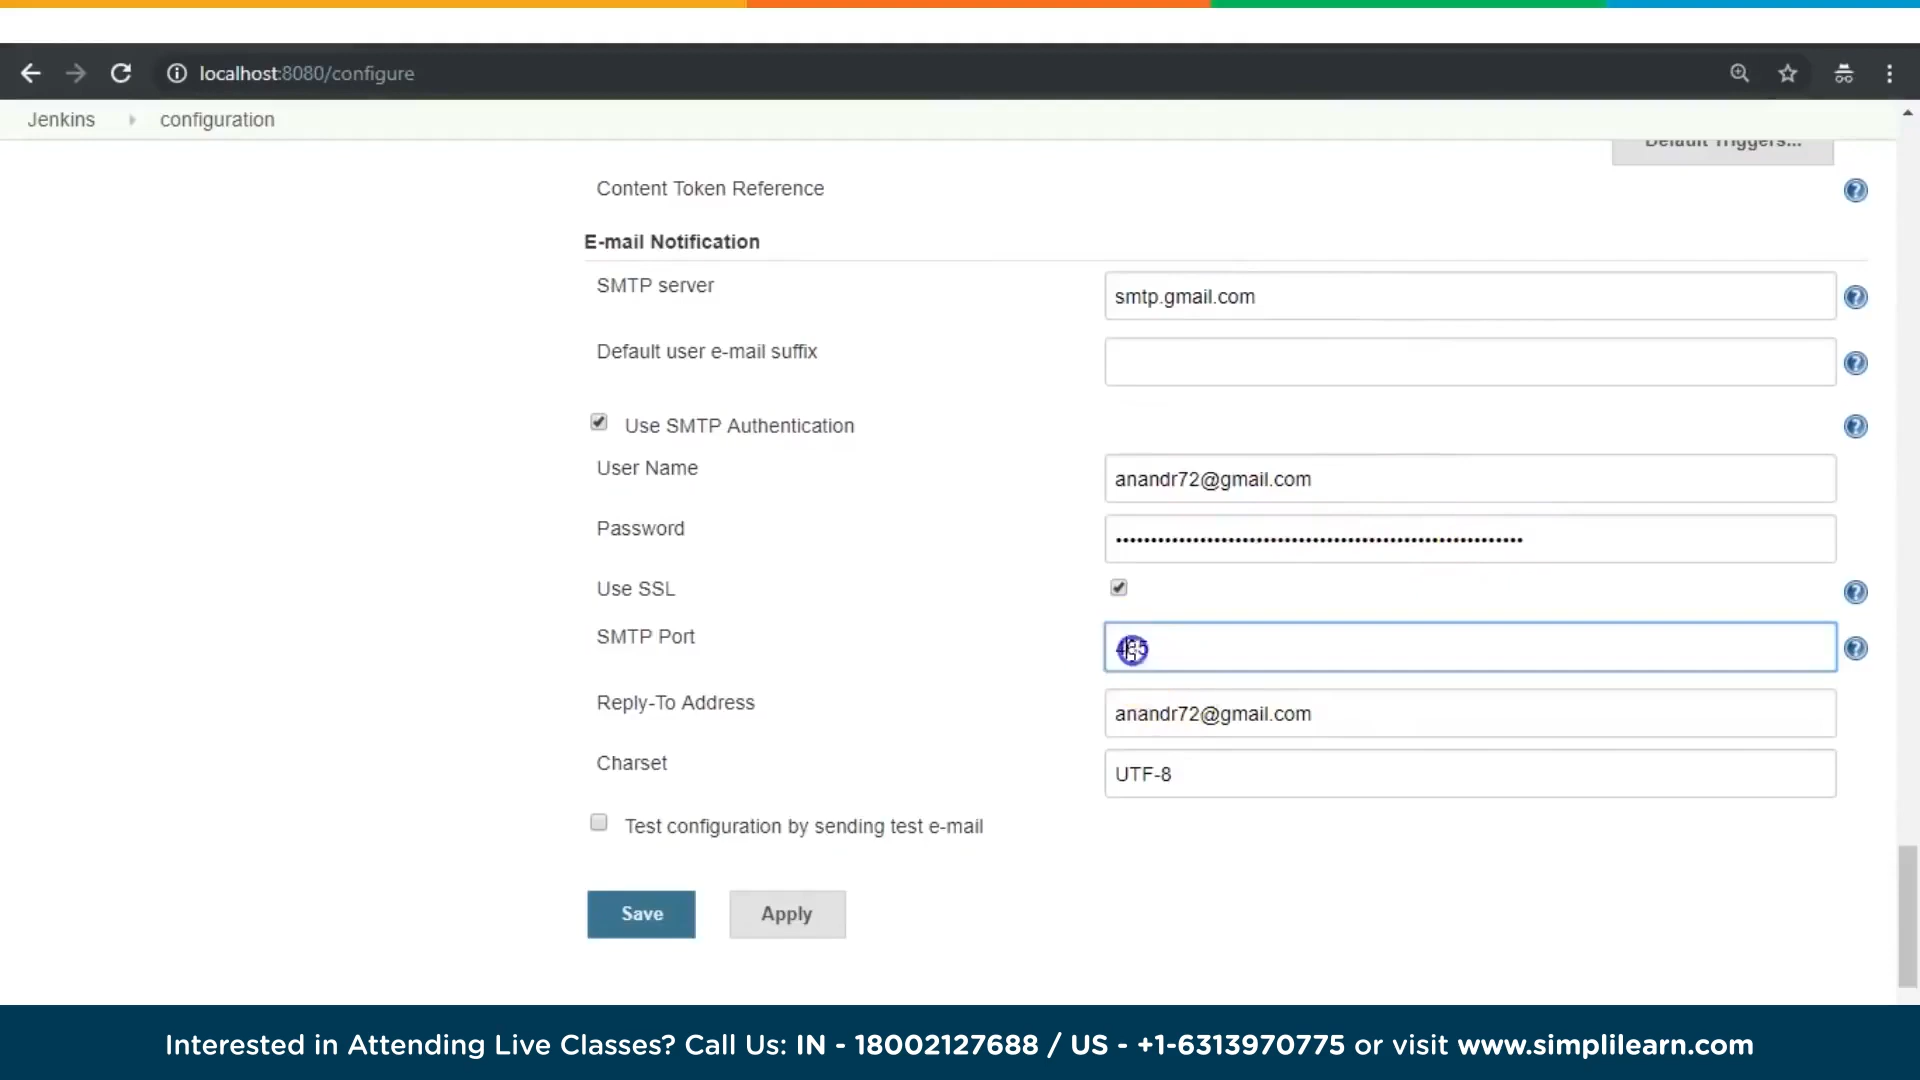 localhost:8080/configure
Jenkins configuration
Default Triggers...
Content Token Reference
E-mail Notification
SMTP server
smtp.gmail.com
Default user e-mail suffix
Use SMTP Authentication
User Name
anandr72@gmail.com
Password
••••••••••••••••••••••••••••••••••••••••••••••••••••••••••
Use SSL
SMTP Port
Reply-To Address
anandr72@gmail.com
Charset
UTF-8
Test configuration by sending test e-mail
Save Apply
Interested in Attending Live Classes? Call Us: IN - 18002127688 / US - +1-6313970775 or visit www.simplilearn.com